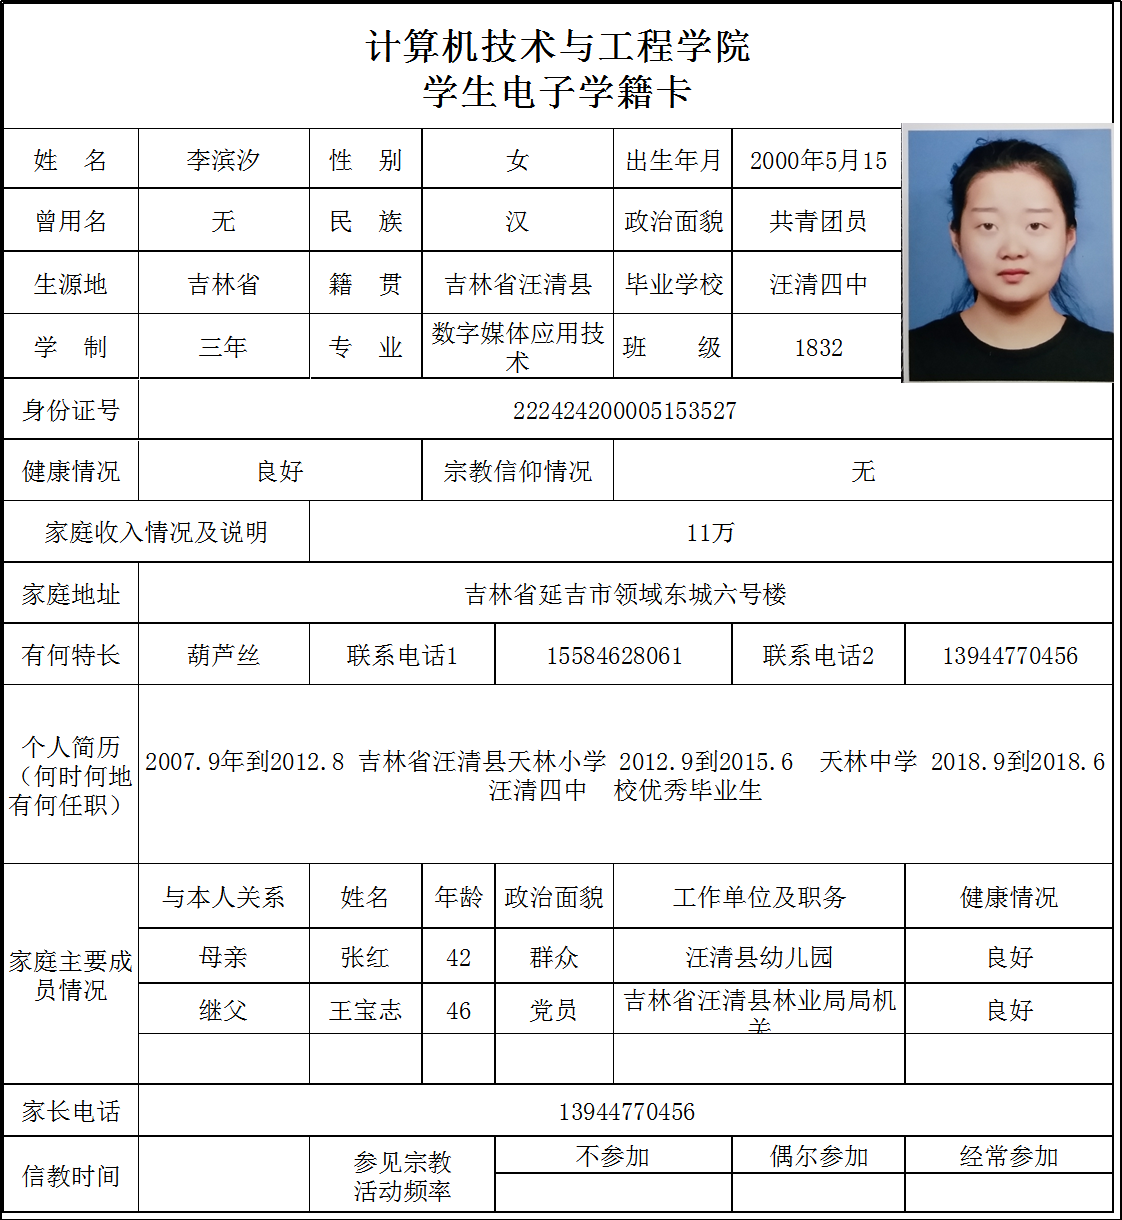 计算机技术与工程学院
学生电子学籍卡
姓 名 李滨汐 性 别 女 出生年月 2000年5月15
曾用名 无 民 族 汉 政治面貌 共青团员
生源地 吉林省 籍 贯 吉林省汪清县 毕业学校 汪清四中
学 制 三年 专 业 数字媒体应用技术 班 级 1832
身份证号 222424200005153527
健康情况 良好 宗教信仰情况 无
家庭收入情况及说明 11万
家庭地址 吉林省延吉市领域东城六号楼
有何特长 葫芦丝 联系电话1 15584628061 联系电话2 13944770456
个人简历
（何时何地
有何任职）
2007.9年到2012.8 吉林省汪清县天林小学 2012.9到2015.6 天林中学 2018.9到2018.6
汪清四中 校优秀毕业生
家庭主要成
员情况
与本人关系 姓名 年龄 政治面貌 工作单位及职务 健康情况
母亲 张红 42 群众 汪清县幼儿园 良好
继父 王宝志 46 党员 吉林省汪清县林业局局机关 良好
家长电话 13944770456
信教时间 参见宗教
活动频率
不参加 偶尔参加 经常参加